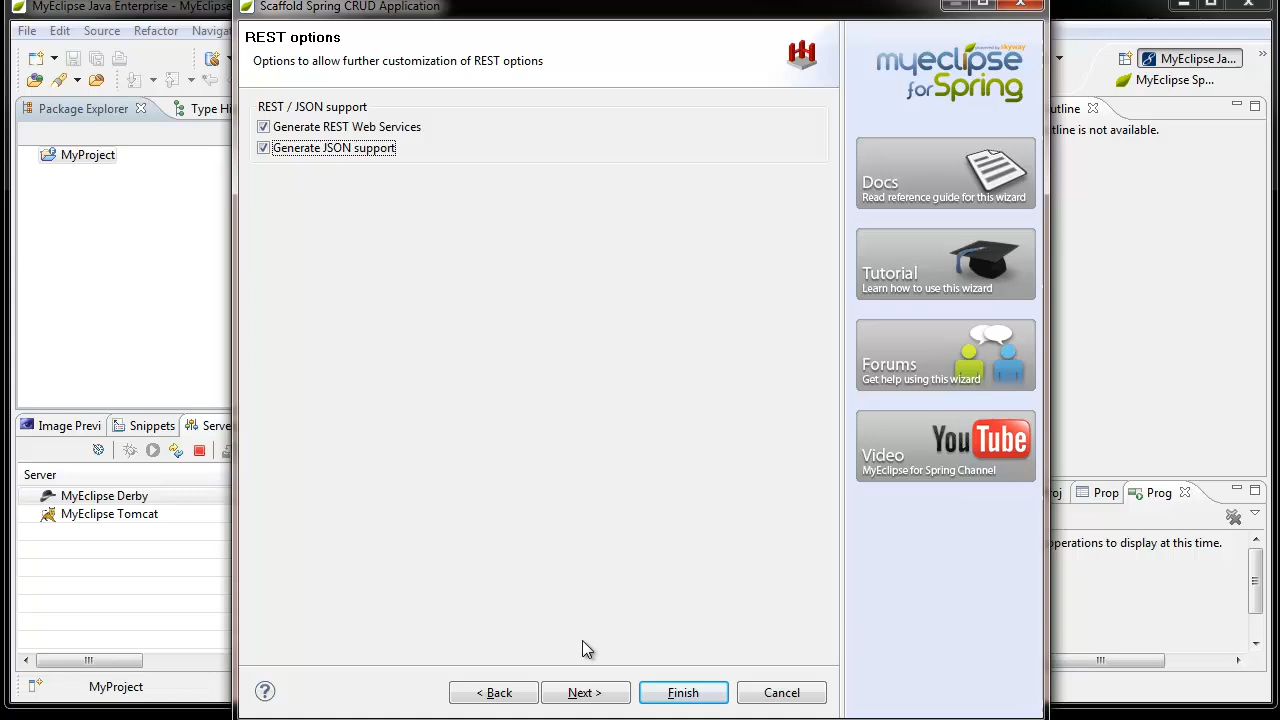 MyEclipse Java Enterprise - MyEclipse
Scaffold Spring CRUD Application
File Edit Source Refactor Naviga
REST options
Options to allow further customization of REST options
REST / JSON support
Generate REST Web Services
Generate JSON support
< Back
Next >
Finish
Cancel
myeclipse
powered by skyway
for Spring
Docs
Read reference guide for this wizard
Tutorial
Learn how to use this wizard
Forums
Get help using this wizard
YouTube
Video
MyEclipse for Spring Channel
Package Explorer
Type Hi
MyProject
Image Previ
Snippets
Serve
Server
MyEclipse Derby
MyEclipse Tomcat
MyProject
MyEclipse Ja...
MyEclipse Sp...
utline
tline is not available.
oj
Prop
Prog
operations to display at this time.